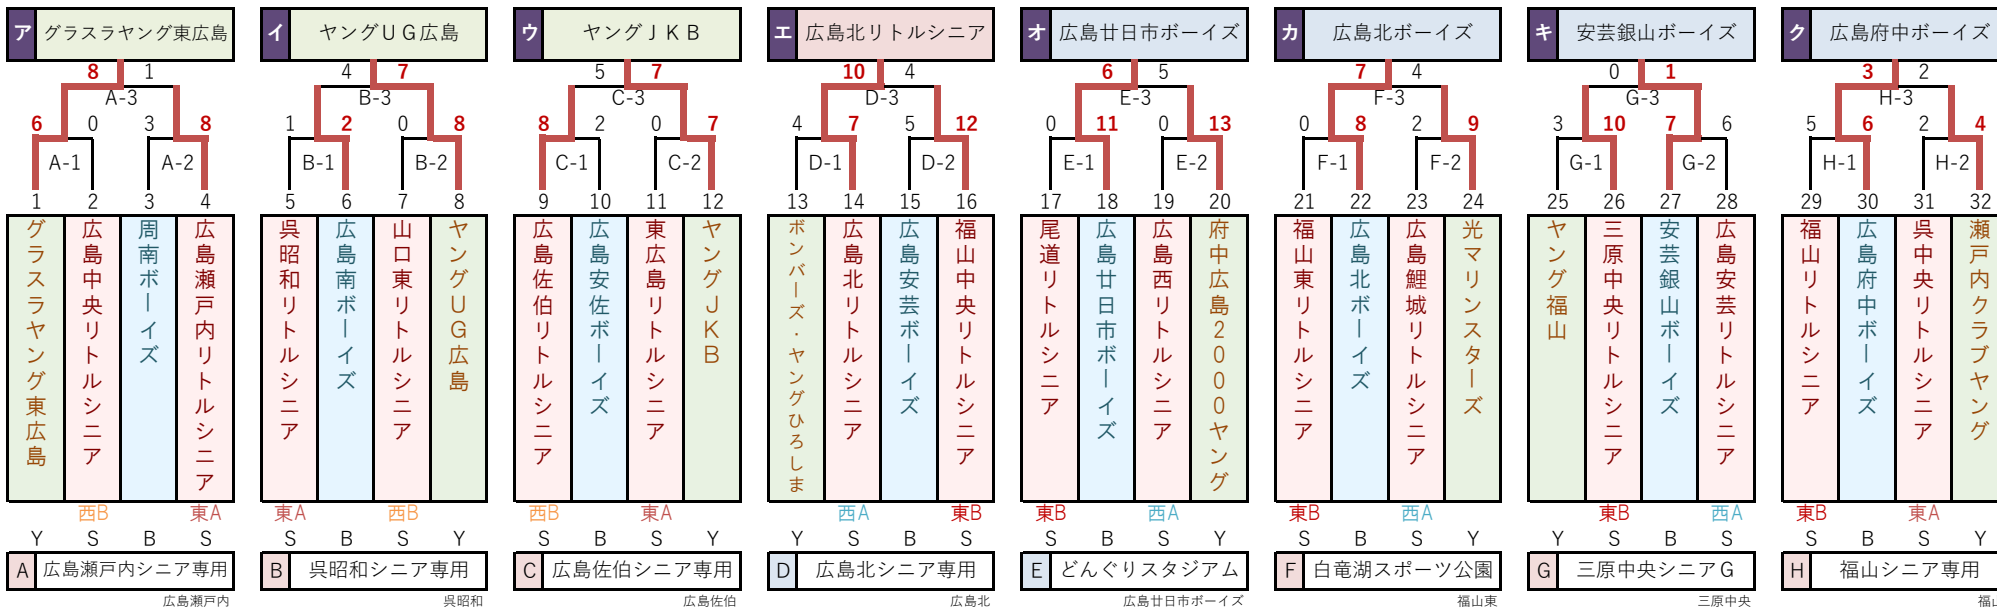 ア グラスラヤング東広島
イ ヤングＵＧ広島
ウ ヤングＪＫＢ
エ 広島北リトルシニア
オ 広島廿日市ボーイズ
カ 広島北ボーイズ
キ 安芸銀山ボーイズ
ク 広島府中ボーイズ
8 1 4 7 5 7 10 4 6 5 7 4 0 1 3 2
A-3 B-3 C-3 D-3 E-3 F-3 G-3 H-3
6 0 3 8 1 2 0 8 8 2 0 7 4 7 5 12 0 11 0 13 0 8 2 9 3 10 7 6 5 6 2 4
A-1 A-2 B-1 B-2 C-1 C-2 D-1 D-2 E-1 E-2 F-1 F-2 G-1 G-2 H-1 H-2
1 2 3 4 5 6 7 8 9 10 11 12 13 14 15 16 17 18 19 20 21 22 23 24 25 26 27 28 29 30 31 32
グラスラヤング東広島
広島中央リトルシニア
周南ボーイズ
広島瀬戸内リトルシニア
呉昭和リトルシニア
広島南ボーイズ
山口東リトルシニア
ヤングＵＧ広島
広島佐伯リトルシニア
広島安佐ボーイズ
東広島リトルシニア
ヤングＪＫＢ
ボンバーズ・ヤングひろしま
広島北リトルシニア
広島安芸ボーイズ
福山中央リトルシニア
尾道リトルシニア
広島廿日市ボーイズ
広島西リトルシニア
府中広島２０００ヤング
福山東リトルシニア
広島北ボーイズ
広島鯉城リトルシニア
光マリンスターズ
ヤング福山
三原中央リトルシニア
安芸銀山ボーイズ
広島安芸リトルシニア
福山リトルシニア
広島府中ボーイズ
呉中央リトルシニア
瀬戸内クラブヤング
西B 東A 東A 西B 西B 東A 西A 東B 東B 西A 東B 西A 東B 西A 東B 東A
Y S B S S B S Y S B S Y Y S B S S B S Y S B S Y Y S B S S B S Y
A 広島瀬戸内シニア専用
B 呉昭和シニア専用
C 広島佐伯シニア専用
D 広島北シニア専用
E どんぐりスタジアム
F 白竜湖スポーツ公園
G 三原中央シニアＧ
H 福山シニア専用
広島瀬戸内 呉昭和 広島佐伯 広島北 広島廿日市ボーイズ 福山東 三原中央 福山